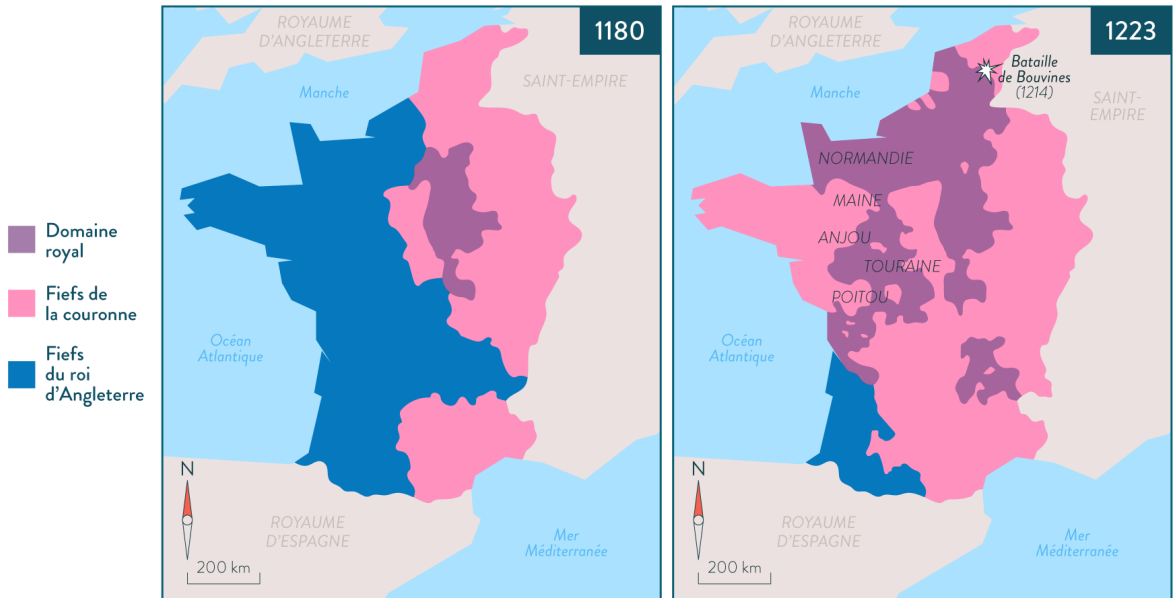 Domaine
royal
Fiefs de
la couronne
Fiefs
du roi
d'Angleterre
1180
ROYAUME
D'ANGLETERRE
SAINT-EMPIRE
Manche
Océan
Atlantique
N
200 km
ROYAUME
D'ESPAGNE
Mer
Méditerranée
1223
ROYAUME
D'ANGLETERRE
Bataille
de Bouvines
(1214)
SAINT-
EMPIRE
Manche
NORMANDIE
MAINE
ANJOU
TOURAINE
POITOU
Océan
Atlantique
N
200 km
ROYAUME
D'ESPAGNE
Mer
Méditerranée